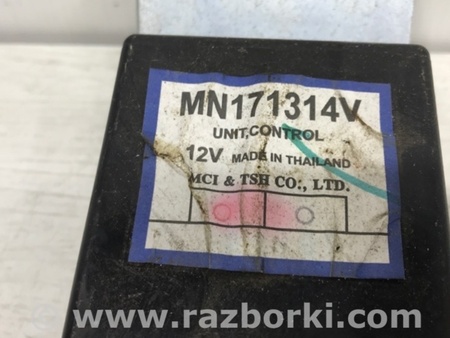 MN171314V
UNIT,CONTROL
12V MADE IN THAILAND
MCI & TSH CO:, LTD.
www.razborki.com